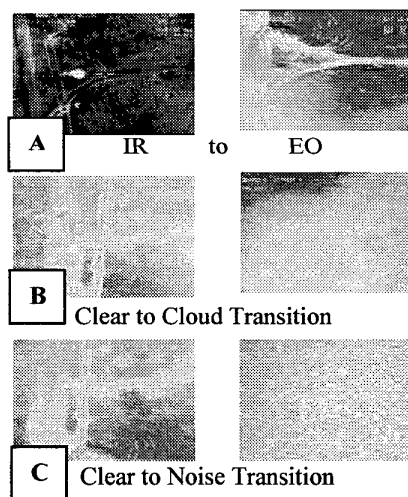 A IR to EO
B Clear to Cloud Transition
C Clear to Noise Transition